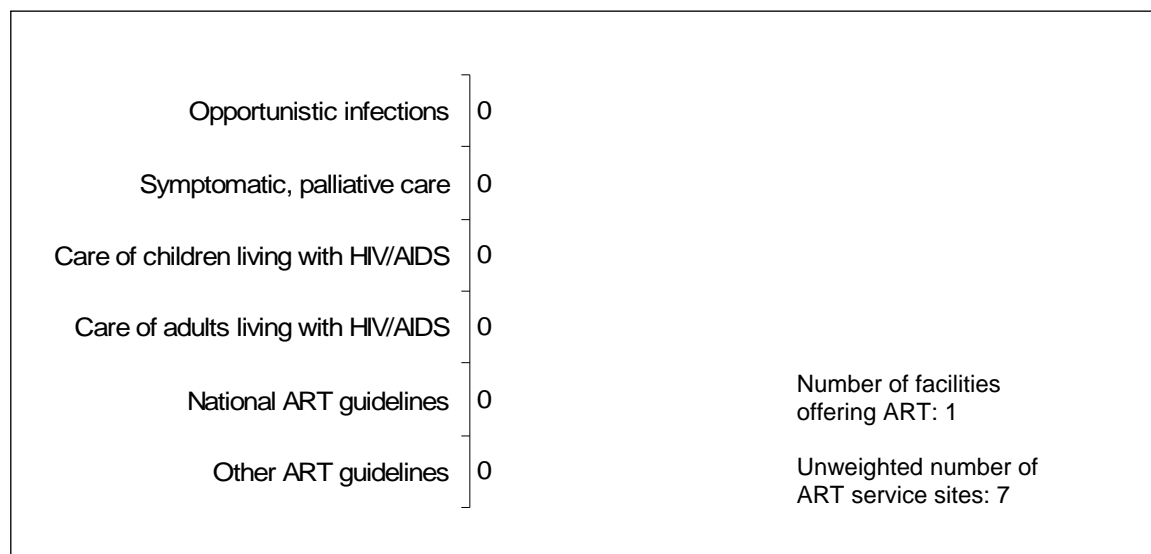 Opportunistic infections 0
Symptomatic, palliative care 0
Care of children living with HIV/AIDS 0
Care of adults living with HIV/AIDS 0
National ART guidelines 0
Other ART guidelines 0
Number of facilities
offering ART: 1
Unweighted number of
ART service sites: 7